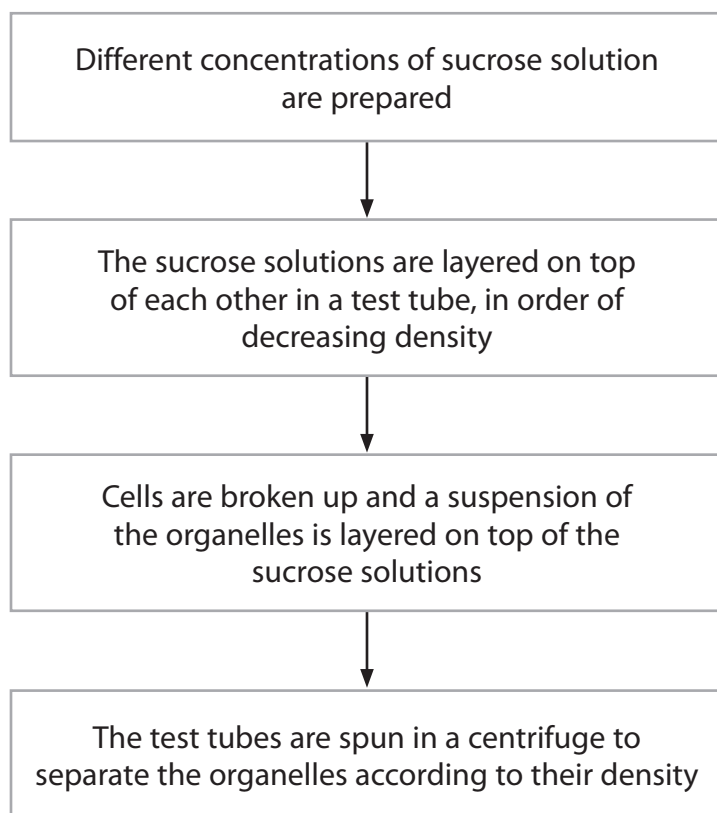 Different concentrations of sucrose solution
are prepared
The sucrose solutions are layered on top
of each other in a test tube, in order of
decreasing density
Cells are broken up and a suspension of
the organelles is layered on top of the
sucrose solutions
The test tubes are spun in a centrifuge to
separate the organelles according to their density